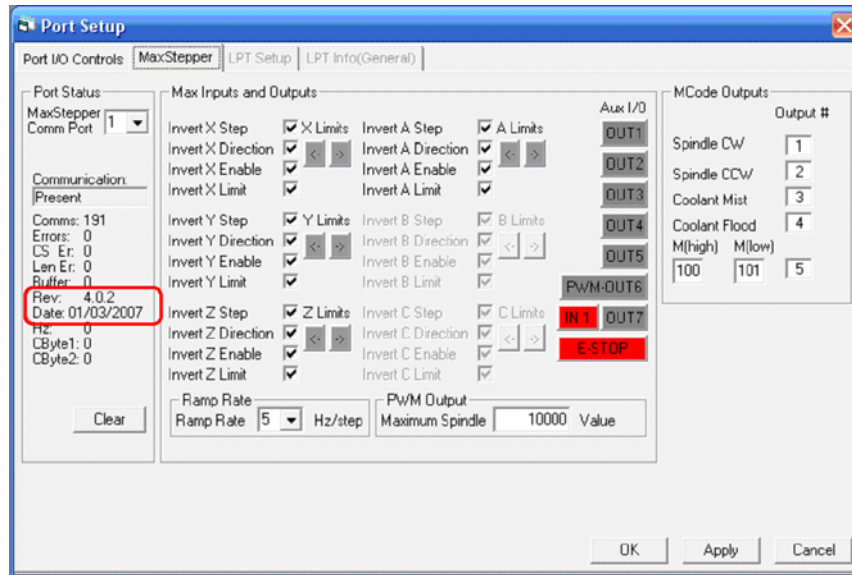 Port Setup
Port I/O Controls MaxStepper LPT Setup LPT Info(General)
Port Status
MaxStepper
Comm Port 1
Communication:
Present
Comms: 191
Errors: 0
CS Er: 0
Len Er: 0
Buffer: 0
Rev: 4.0.2
Date: 01/03/2007
Hz: 0
CByte1: 0
CByte2: 0
Clear
Max Inputs and Outputs
Invert X Step X Limits
Invert X Direction <- ->
Invert X Enable
Invert X Limit
Invert A Step A Limits
Invert A Direction <- ->
Invert A Enable
Invert A Limit
Invert Y Step Y Limits
Invert Y Direction <- ->
Invert Y Enable
Invert Y Limit
Invert B Step B Limits
Invert B Direction <- ->
Invert B Enable
Invert B Limit
Invert Z Step Z Limits
Invert Z Direction <- ->
Invert Z Enable
Invert Z Limit
Invert C Step C Limits
Invert C Direction <- ->
Invert C Enable
Invert C Limit
Aux I/O
OUT1
OUT2
OUT3
OUT4
OUT5
PWM-OUT6
IN 1 OUT7
E-STOP
Ramp Rate
Ramp Rate 5 Hz/step
PWM Output
Maximum Spindle 10000 Value
MCode Outputs
Output #
Spindle CW 1
Spindle CCW 2
Coolant Mist 3
Coolant Flood 4
M(high) M(low)
100 101 5
OK Apply Cancel